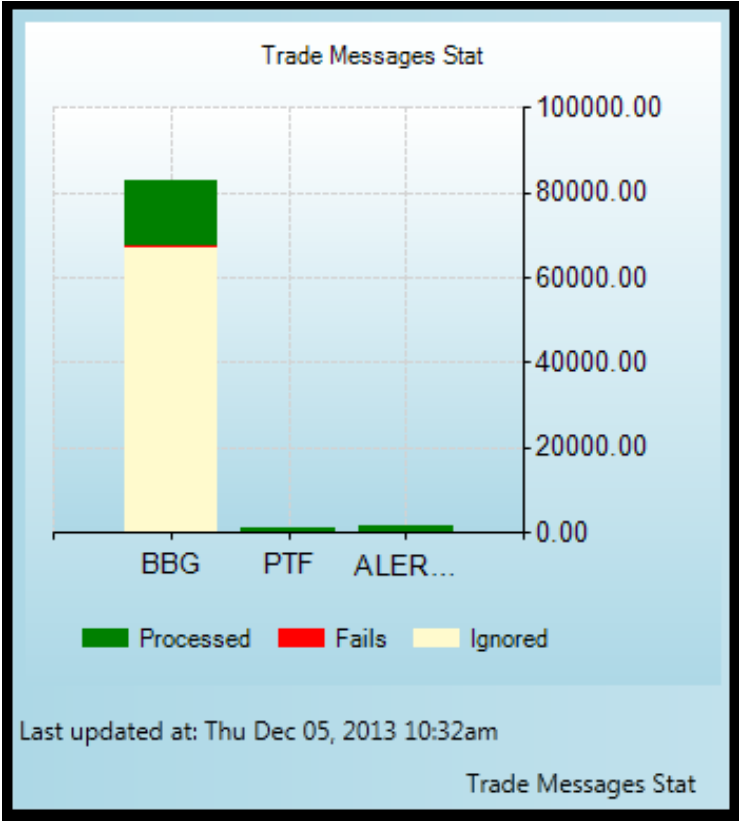 Trade Messages Stat
100000.00
80000.00
60000.00
40000.00
20000.00
0.00
BBG PTF ALER...
Processed Fails Ignored
Last updated at: Thu Dec 05, 2013 10:32am
Trade Messages Stat